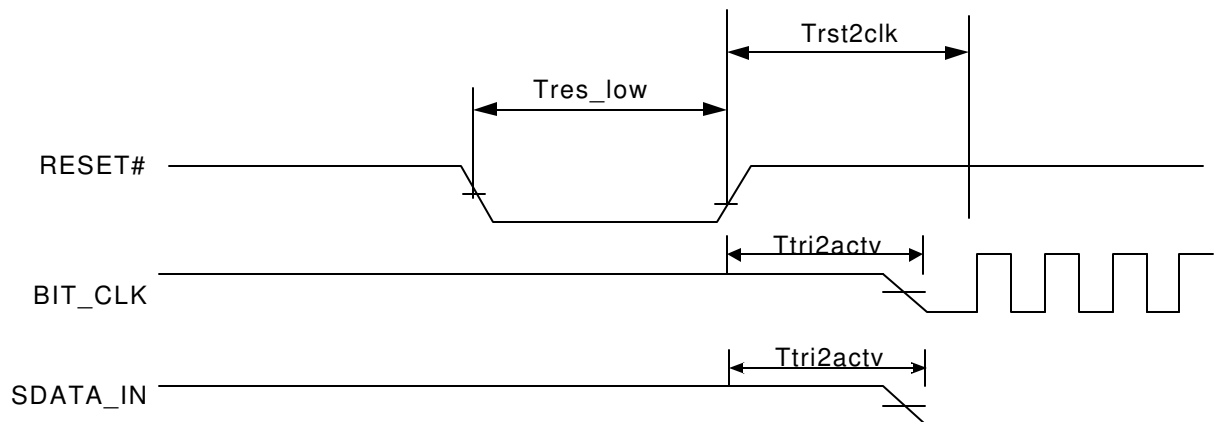 Trst2clk
Tres_low
RESET#
Ttri2actv
BIT_CLK
Ttri2actv
SDATA_IN